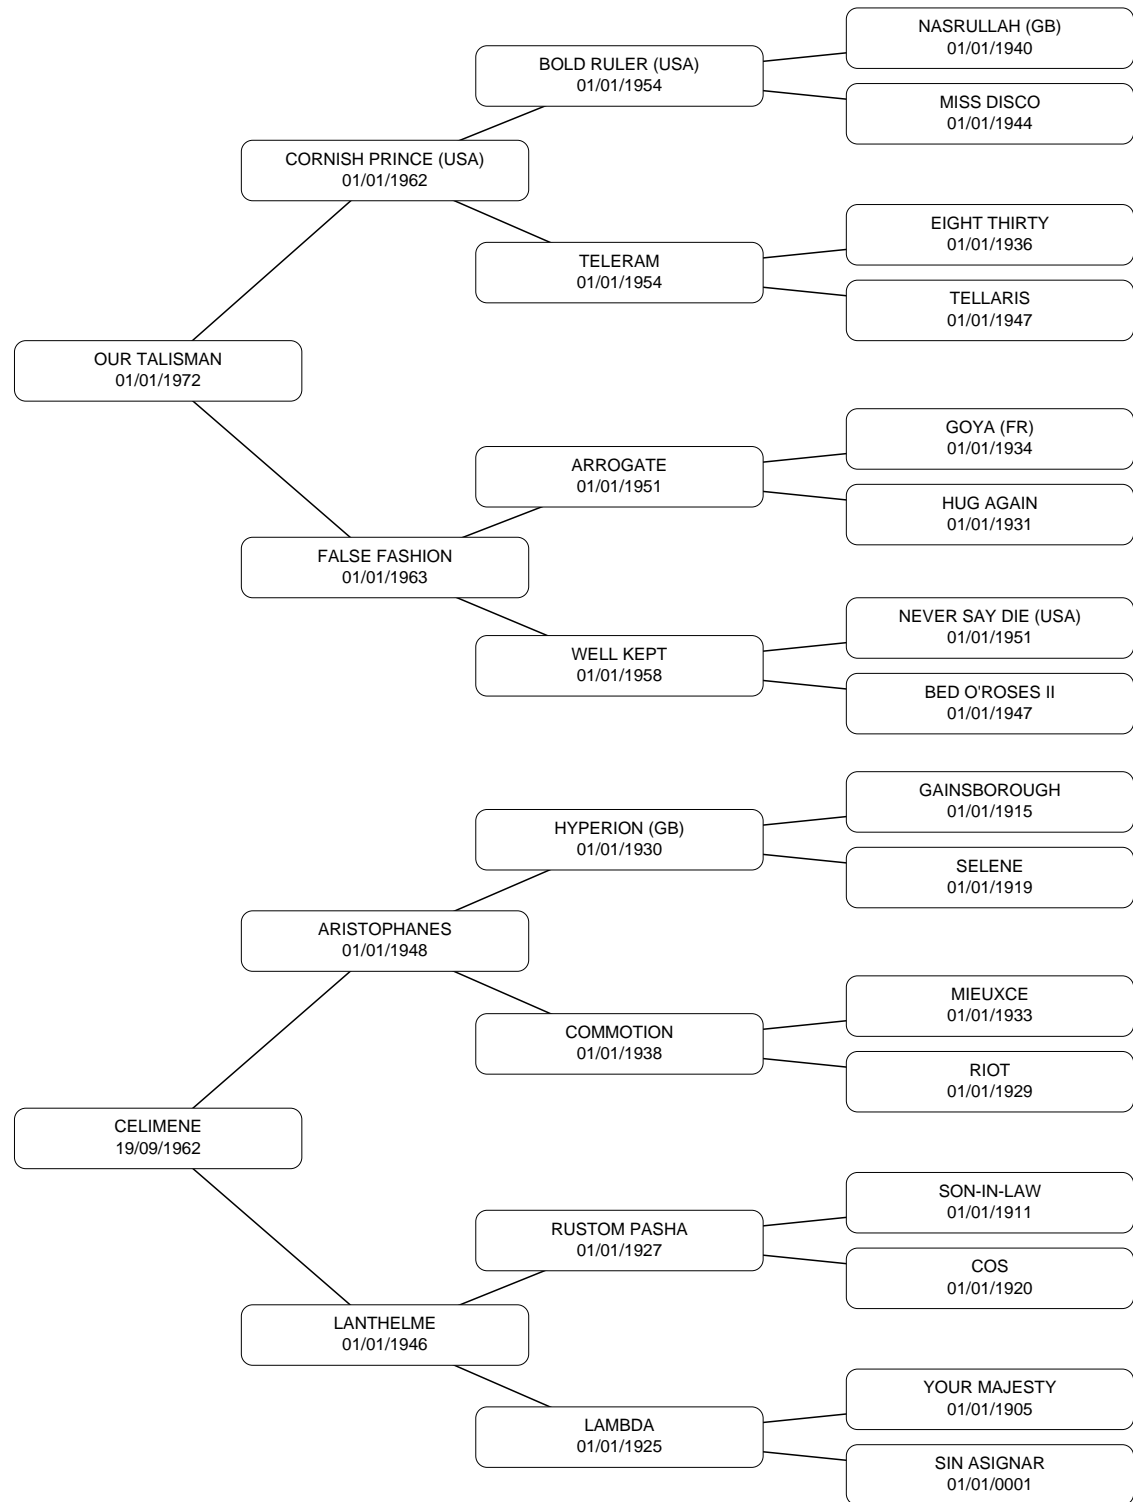 NASRULLAH (GB)
01/01/1940
BOLD RULER (USA)
01/01/1954
MISS DISCO
01/01/1944
CORNISH PRINCE (USA)
01/01/1962
EIGHT THIRTY
01/01/1936
TELERAM
01/01/1954
TELLARIS
01/01/1947
OUR TALISMAN
01/01/1972
GOYA (FR)
01/01/1934
ARROGATE
01/01/1951
HUG AGAIN
01/01/1931
FALSE FASHION
01/01/1963
NEVER SAY DIE (USA)
01/01/1951
WELL KEPT
01/01/1958
BED O'ROSES II
01/01/1947
GAINSBOROUGH
01/01/1915
HYPERION (GB)
01/01/1930
SELENE
01/01/1919
ARISTOPHANES
01/01/1948
MIEUXCE
01/01/1933
COMMOTION
01/01/1938
RIOT
01/01/1929
CELIMENE
19/09/1962
SON-IN-LAW
01/01/1911
RUSTOM PASHA
01/01/1927
COS
01/01/1920
LANTHELME
01/01/1946
YOUR MAJESTY
01/01/1905
LAMBDA
01/01/1925
SIN ASIGNAR
01/01/0001